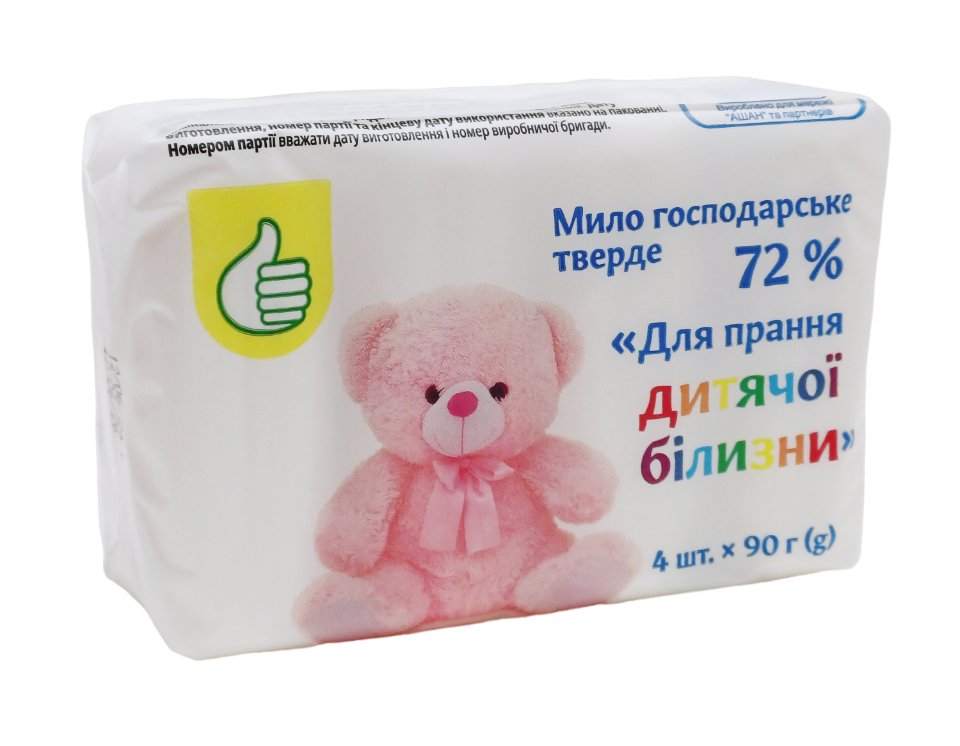 виготовлення, номер партії та кінцеву дату використання вказано на пакованні.
Номером партії вважати дату виготовлення і номер виробничої бригади.
Вироблено для мережі
"АШАН" та партнерів
Мило господарське
тверде 72 %
«Для прання
дитячої
білизни»
4 шт. × 90 г (g)